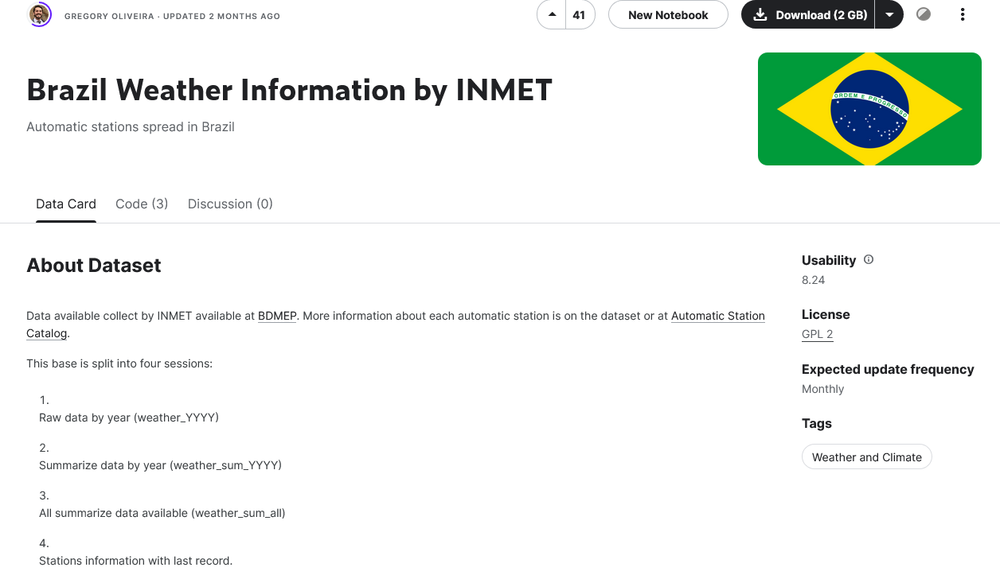 GREGORY OLIVEIRA · UPDATED 2 MONTHS AGO
41
New Notebook
Download (2 GB)
Brazil Weather Information by INMET
Automatic stations spread in Brazil
ORDEM E PROGRESSO
Data Card
Code (3)
Discussion (0)
About Dataset
Data available collect by INMET available at BDMEP. More information about each automatic station is on the dataset or at Automatic Station
Catalog.
This base is split into four sessions:
1.
Raw data by year (weather_YYYY)
2.
Summarize data by year (weather_sum_YYYY)
3.
All summarize data available (weather_sum_all)
4.
Stations information with last record.
Usability
8.24
License
GPL 2
Expected update frequency
Monthly
Tags
Weather and Climate